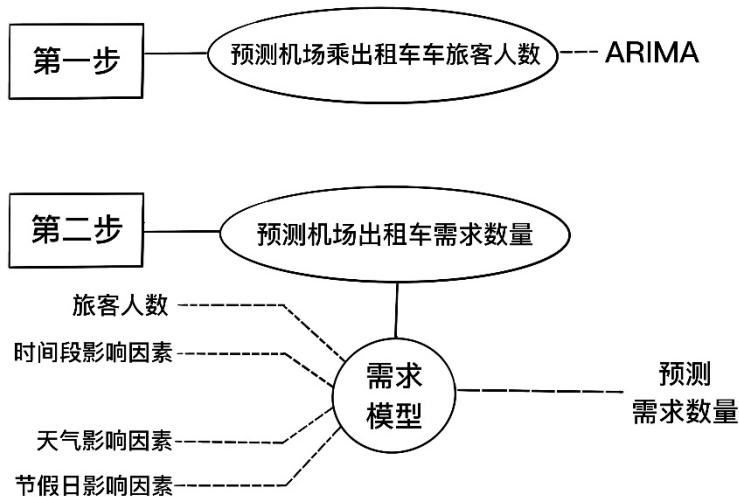 第一步
预测机场乘出租车车旅客人数
ARIMA
第二步
预测机场出租车需求数量
旅客人数
时间段影响因素
需求
模型
预测
需求数量
天气影响因素
节假日影响因素